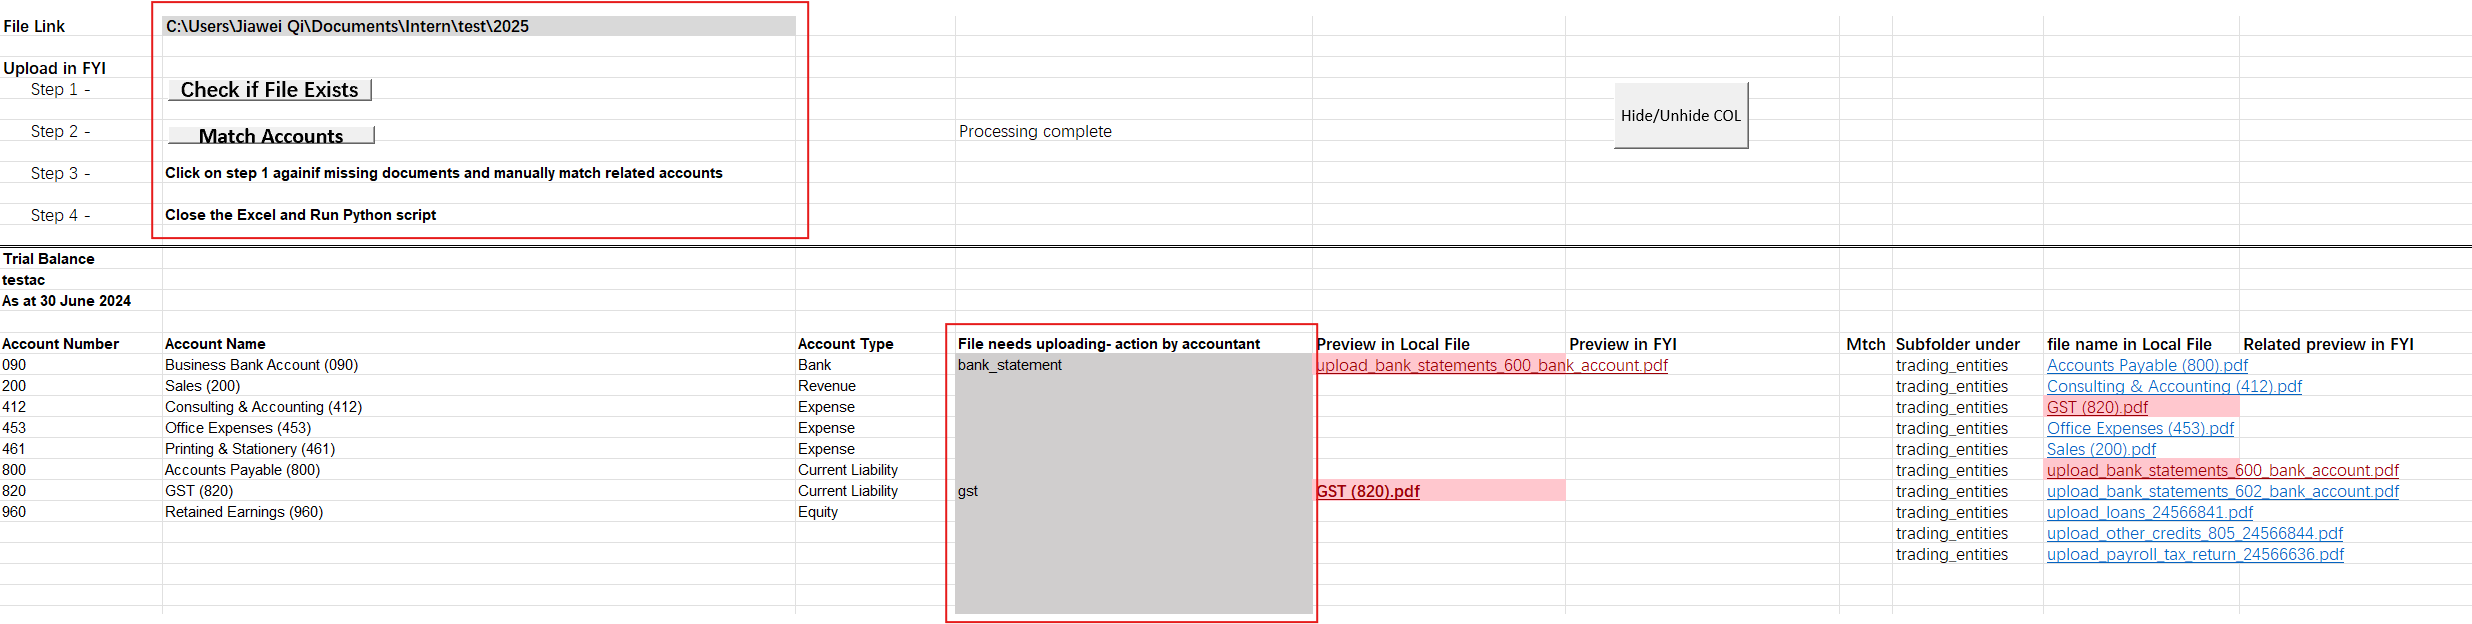 File Link C:\Users\Jiawei Qi\Documents\Intern\test\2025
Upload in FYI
Step 1 - Check if File Exists
Hide/Unhide COL
Step 2 - Match Accounts Processing complete
Step 3 - Click on step 1 againif missing documents and manually match related accounts
Step 4 - Close the Excel and Run Python script
Trial Balance
testac
As at 30 June 2024
Account Number Account Name Account Type File needs uploading- action by accountant Preview in Local File Preview in FYI Mtch Subfolder under file name in Local File Related preview in FYI
090 Business Bank Account (090) Bank bank_statement upload_bank_statements_600_bank_account.pdf trading_entities Accounts Payable (800).pdf
200 Sales (200) Revenue trading_entities Consulting & Accounting (412).pdf
412 Consulting & Accounting (412) Expense trading_entities GST (820).pdf
453 Office Expenses (453) Expense trading_entities Office Expenses (453).pdf
461 Printing & Stationery (461) Expense trading_entities Sales (200).pdf
800 Accounts Payable (800) Current Liability trading_entities upload_bank_statements_600_bank_account.pdf
820 GST (820) Current Liability gst GST (820).pdf trading_entities upload_bank_statements_602_bank_account.pdf
960 Retained Earnings (960) Equity trading_entities upload_loans_24566841.pdf
trading_entities upload_other_credits_805_24566844.pdf
trading_entities upload_payroll_tax_return_24566636.pdf